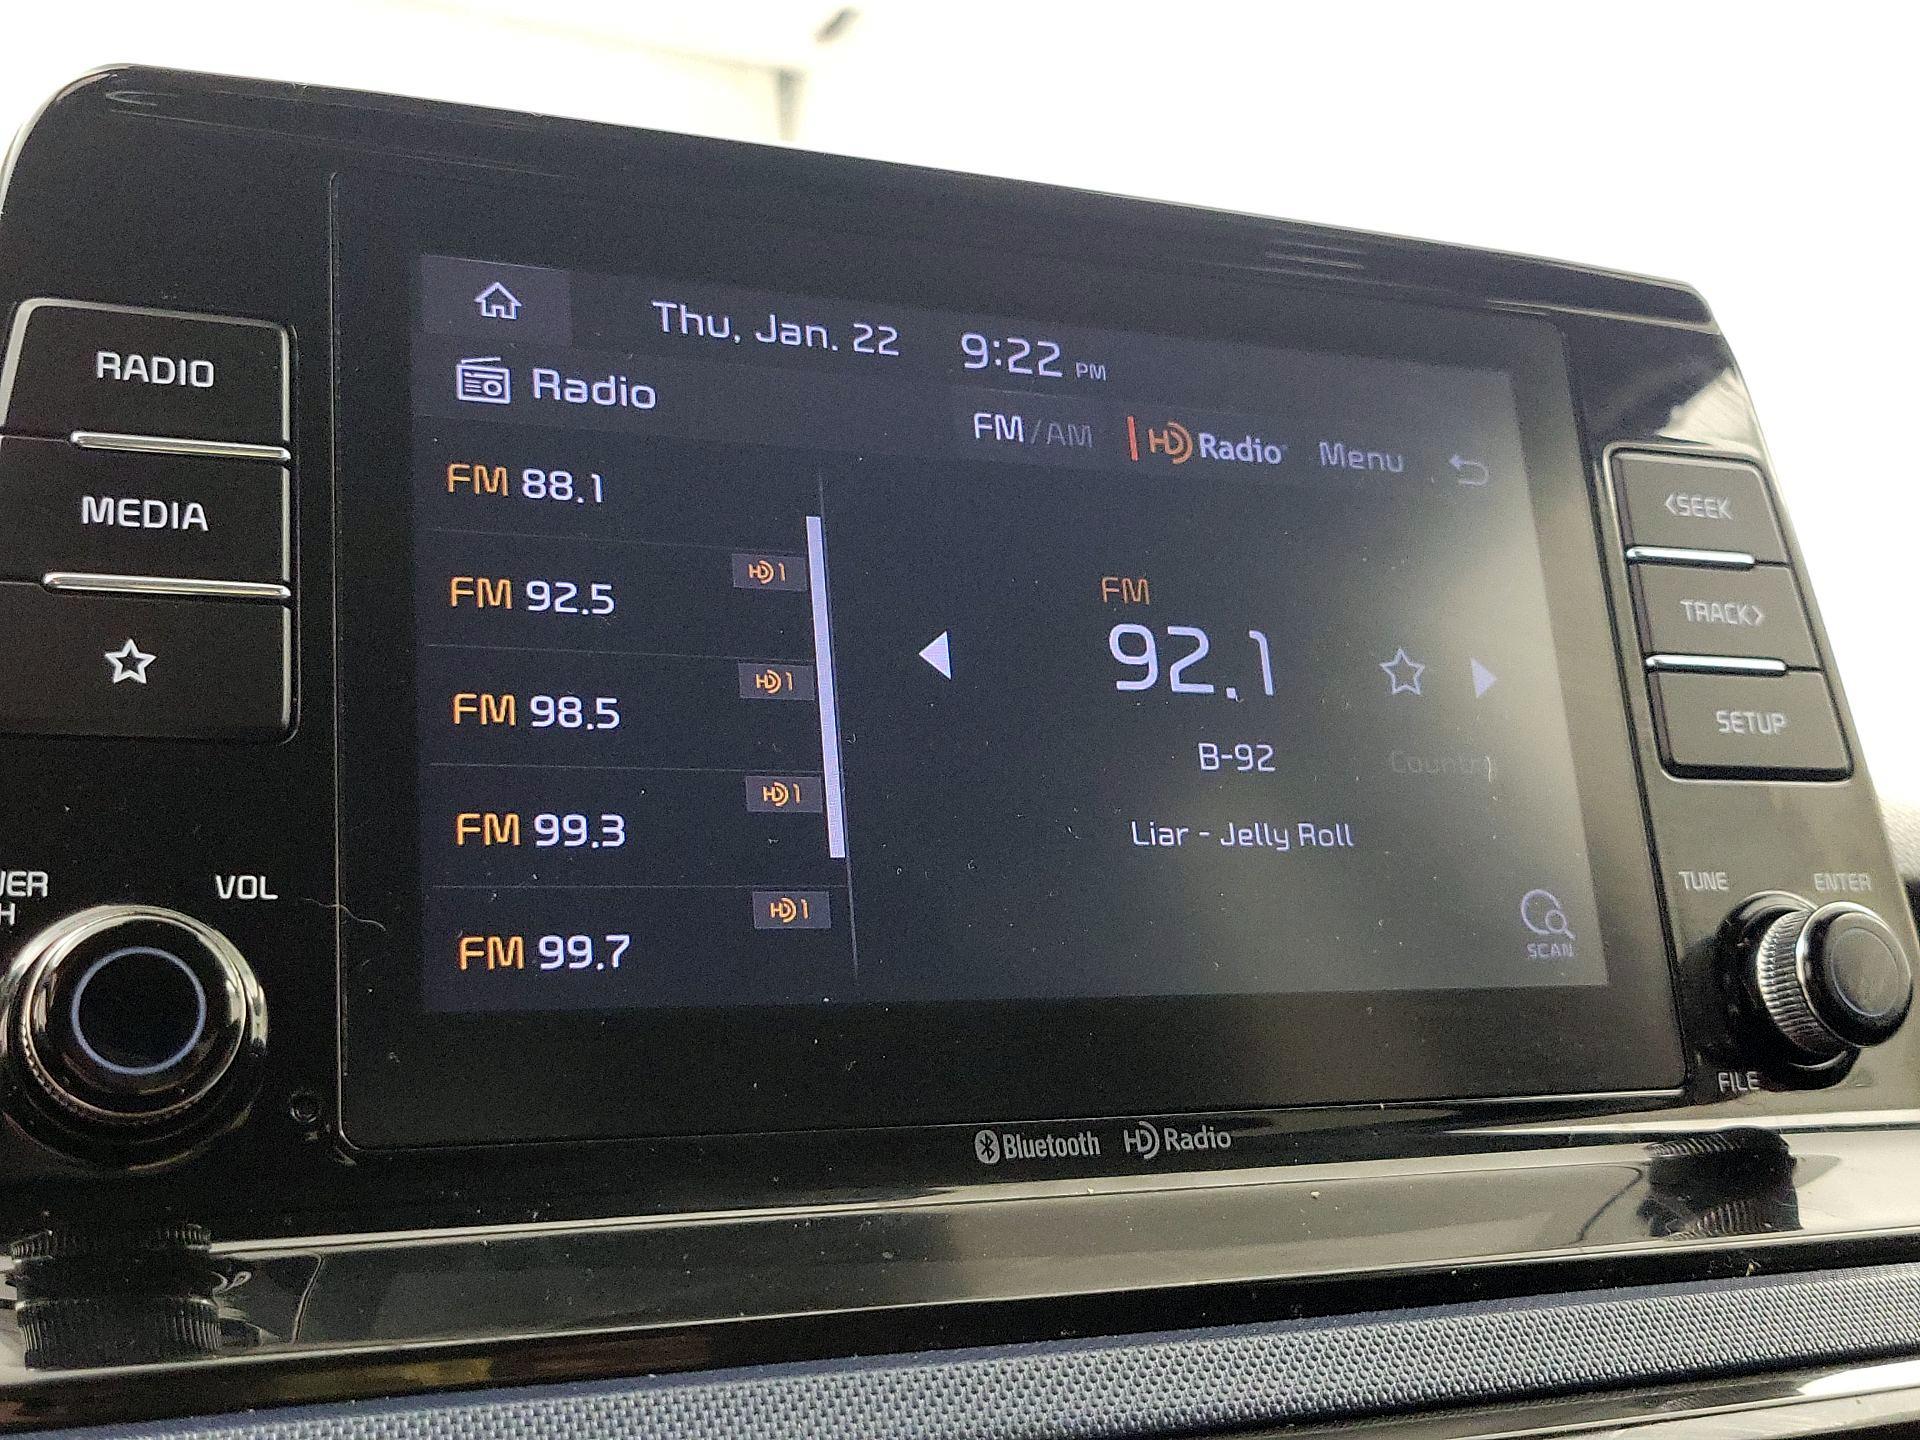 Thu, Jan. 22 9:22 PM
Radio
FM/AM HD Radio Menu
FM 88.1
FM 92.5 HD1
FM 98.5 HD1
FM 99.3 HD1
FM 99.7 HD1
FM
92.1
B-92 Country
Liar - Jelly Roll
SCAN
RADIO
MEDIA
VOL
<SEEK
TRACK>
SETUP
TUNE ENTER
FILE
Bluetooth HD Radio